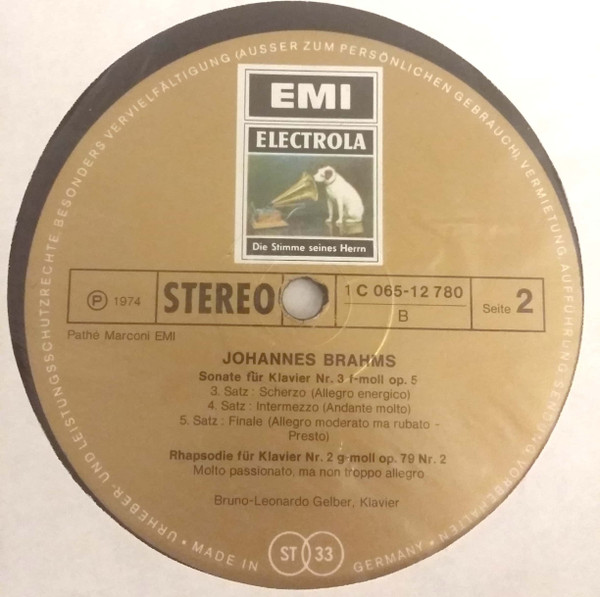 URHEBER- UND LEISTUNGSSCHUTZRECHTE, BESONDERS VERVIELFÄLTIGUNG (AUSSER ZUM PERSÖNLICHEN GEBRAUCH), VERMIETUNG AUFFÜHRUNG, SENDUNG, VORBEHALTEN •
EMI
ELECTROLA
Die Stimme seines Herrn
Ⓟ 1974
STEREO
1 C 065-12 780
B
Seite 2
Pathé Marconi EMI
JOHANNES BRAHMS
Sonate für Klavier Nr. 3 f-moll op. 5
3. Satz: Scherzo (Allegro energico)
4. Satz: Intermezzo (Andante molto)
5. Satz: Finale (Allegro moderato ma rubato -
Presto)
Rhapsodie für Klavier Nr. 2 g-moll op. 79 Nr. 2
Molto passionato, ma non troppo allegro
Bruno-Leonardo Gelber, Klavier
• MADE IN ST 33 GERMANY •